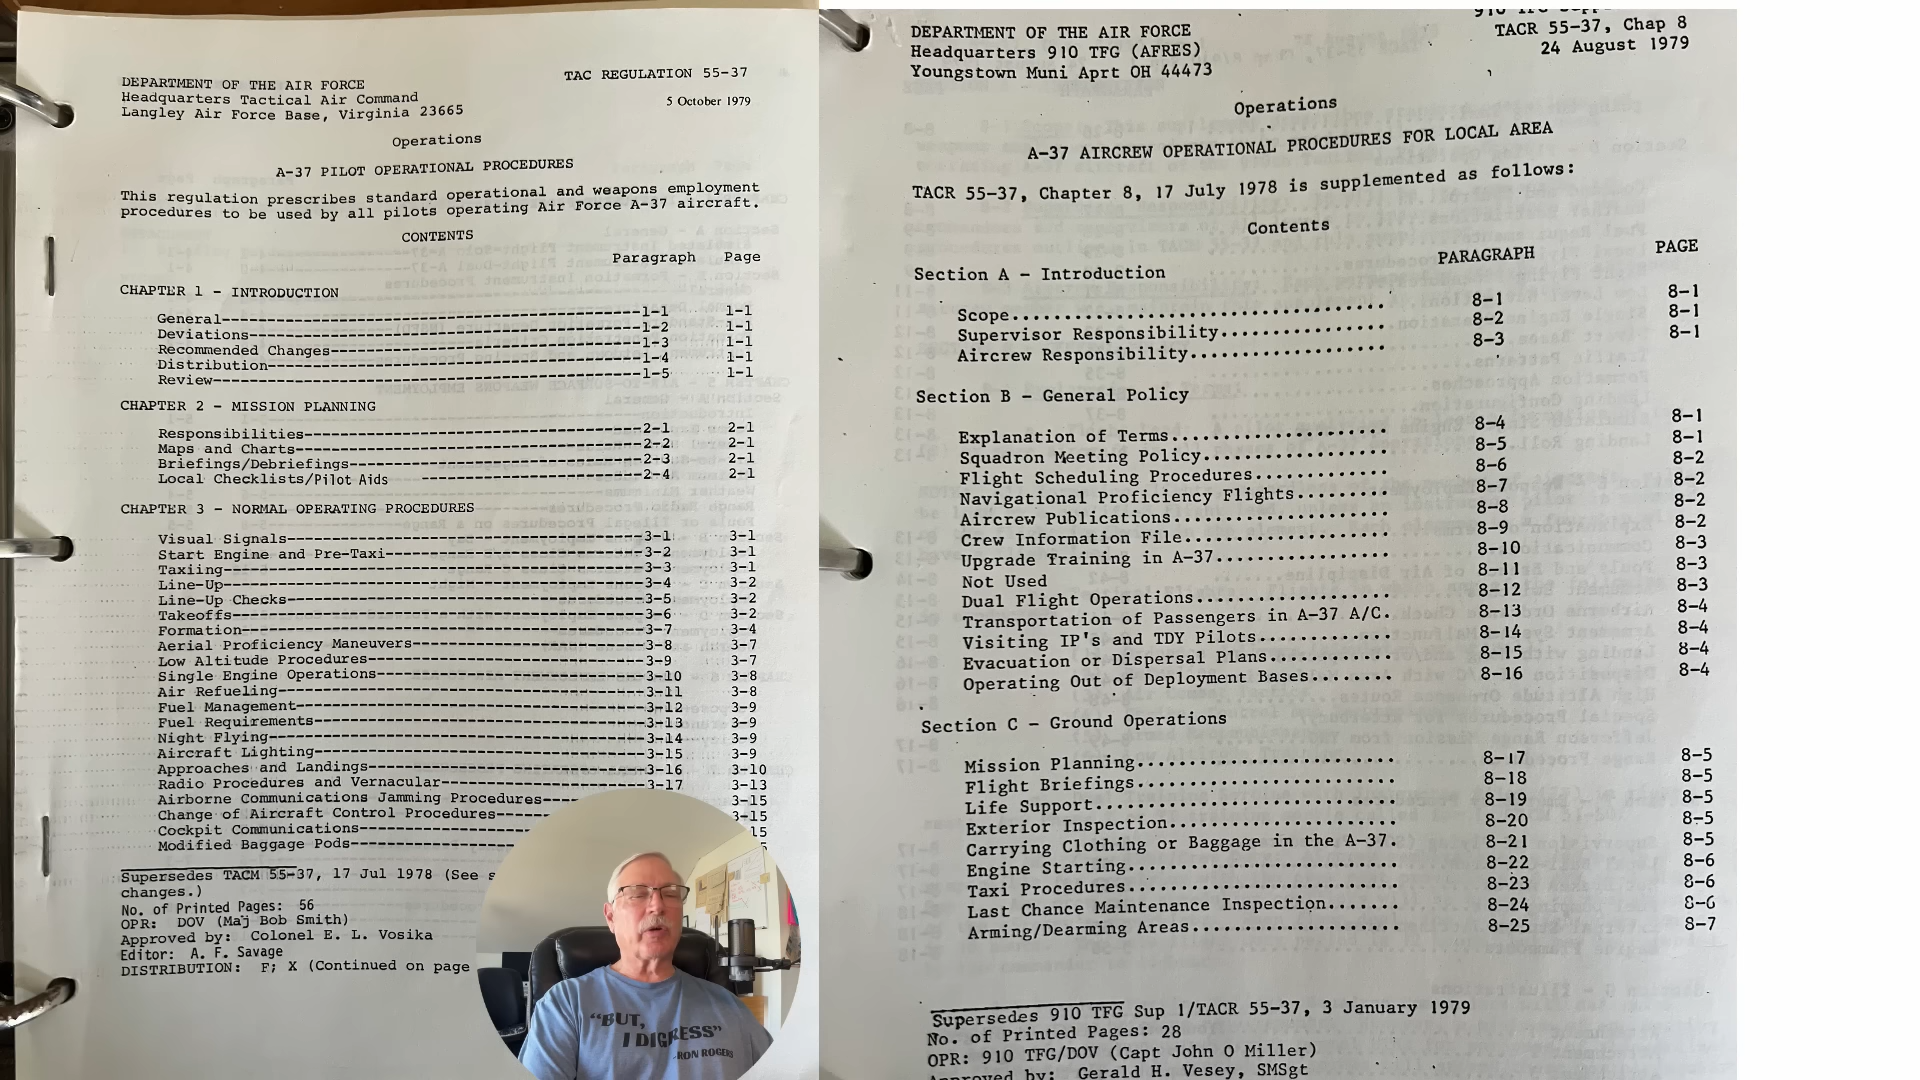 DEPARTMENT OF THE AIR FORCE
Headquarters Tactical Air Command
Langley Air Force Base, Virginia 23665
TAC REGULATION 55-37
5 October 1979
Operations
A-37 PILOT OPERATIONAL PROCEDURES
This regulation prescribes standard operational and weapons employment
procedures to be used by all pilots operating Air Force A-37 aircraft.
CONTENTS
Paragraph Page
CHAPTER 1 - INTRODUCTION
General 1-1 1-1
Deviations 1-2 1-1
Recommended Changes 1-3 1-1
Distribution 1-4 1-1
Review 1-5 1-1
CHAPTER 2 - MISSION PLANNING
Responsibilities 2-1 2-1
Maps and Charts 2-2 2-1
Briefings/Debriefings 2-3 2-1
Local Checklists/Pilot Aids 2-4 2-1
CHAPTER 3 - NORMAL OPERATING PROCEDURES
Visual Signals 3-1 3-1
Start Engine and Pre-Taxi 3-2 3-1
Taxiing 3-3 3-1
Line-Up 3-4 3-2
Line-Up Checks 3-5 3-2
Takeoffs 3-6 3-2
Formation 3-7 3-4
Aerial Proficiency Maneuvers 3-8 3-7
Low Altitude Procedures 3-9 3-7
Single Engine Operations 3-10 3-8
Air Refueling 3-11 3-8
Fuel Management 3-12 3-9
Fuel Requirements 3-13 3-9
Night Flying 3-14 3-9
Aircraft Lighting 3-15 3-9
Approaches and Landings 3-16 3-10
Radio Procedures and Vernacular 3-17 3-13
Airborne Communications Jamming Procedures 3-15
Change of Aircraft Control Procedures 3-15
Cockpit Communications 15
Modified Baggage Pods
Supersedes TACM 55-37, 17 Jul 1978 (See s
changes.)
No. of Printed Pages: 56
OPR: DOV (Maj Bob Smith)
Approved by: Colonel E. L. Vosika
Editor: A. F. Savage
DISTRIBUTION: F; X (Continued on page
"BUT,
I DIGRESS"
-RON ROGERS
DEPARTMENT OF THE AIR FORCE
Headquarters 910 TFG (AFRES)
Youngstown Muni Aprt OH 44473
TACR 55-37, Chap 8
24 August 1979
Operations
A-37 AIRCREW OPERATIONAL PROCEDURES FOR LOCAL AREA
TACR 55-37, Chapter 8, 17 July 1978 is supplemented as follows:
Contents
PARAGRAPH PAGE
Section A - Introduction
Scope 8-1 8-1
Supervisor Responsibility 8-2 8-1
Aircrew Responsibility 8-3 8-1
Section B - General Policy
Explanation of Terms 8-4 8-1
Squadron Meeting Policy 8-5 8-1
Flight Scheduling Procedures 8-6 8-2
Navigational Proficiency Flights 8-7 8-2
Aircrew Publications 8-8 8-2
Crew Information File 8-9 8-2
Upgrade Training in A-37 8-10 8-3
Not Used 8-11 8-3
Dual Flight Operations 8-12 8-3
Transportation of Passengers in A-37 A/C. 8-13 8-4
Visiting IP's and TDY Pilots 8-14 8-4
Evacuation or Dispersal Plans 8-15 8-4
Operating Out of Deployment Bases 8-16 8-4
Section C - Ground Operations
Mission Planning 8-17 8-5
Flight Briefings 8-18 8-5
Life Support 8-19 8-5
Exterior Inspection 8-20 8-5
Carrying Clothing or Baggage in the A-37. 8-21 8-5
Engine Starting 8-22 8-6
Taxi Procedures 8-23 8-6
Last Chance Maintenance Inspection 8-24 8-6
Arming/Dearming Areas 8-25 8-7
Supersedes 910 TFG Sup 1/TACR 55-37, 3 January 1979
No. of Printed Pages: 28
OPR: 910 TFG/DOV (Capt John O Miller)
Approved by: Gerald H. Vesey, SMSgt